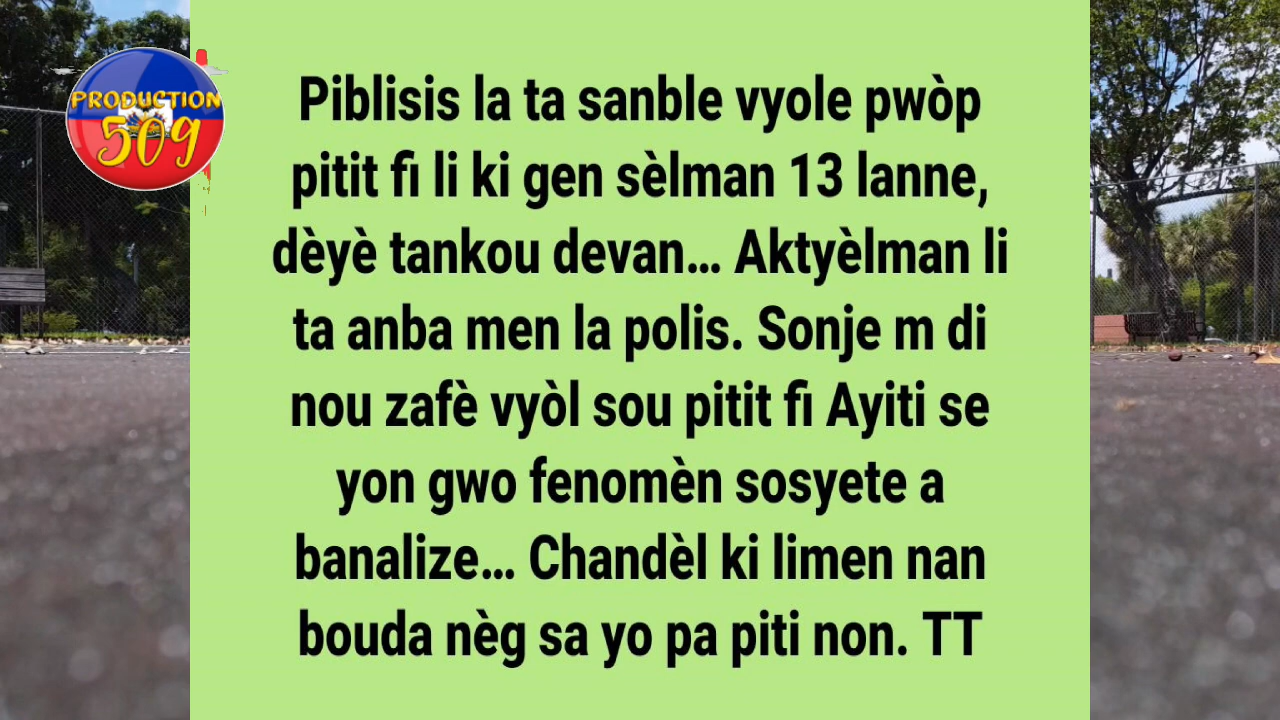 PRODUCTION
509
Piblisis la ta sanble vyole pwòp
pitit fi li ki gen sèlman 13 lanne,
dèyè tankou devan… Aktyèlman li
ta anba men la polis. Sonje m di
nou zafè vyòl sou pitit fi Ayiti se
yon gwo fenomèn sosyete a
banalize… Chandèl ki limen nan
bouda nèg sa yo pa piti non. TT